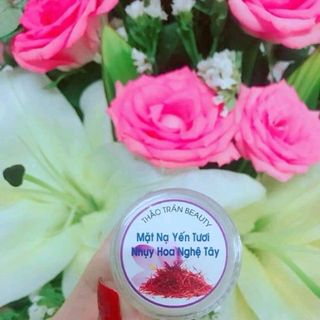 THẢO TRẦN BEAUTY
Mặt Nạ Yến Tươi
Nhụy Hoa Nghệ Tây